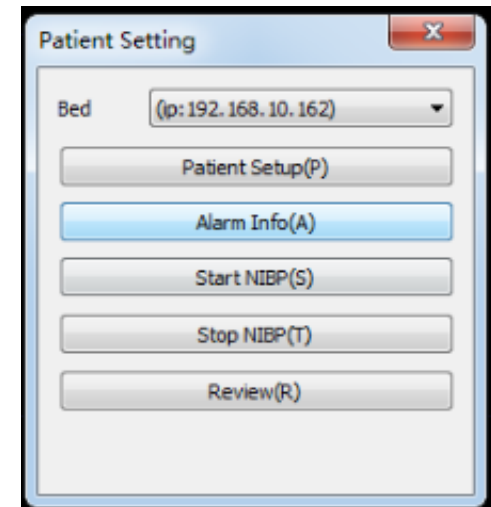 Patient Setting
Bed (ip:192.168.10.162)
Patient Setup(P)
Alarm Info(A)
Start NIBP(S)
Stop NIBP(T)
Review(R)